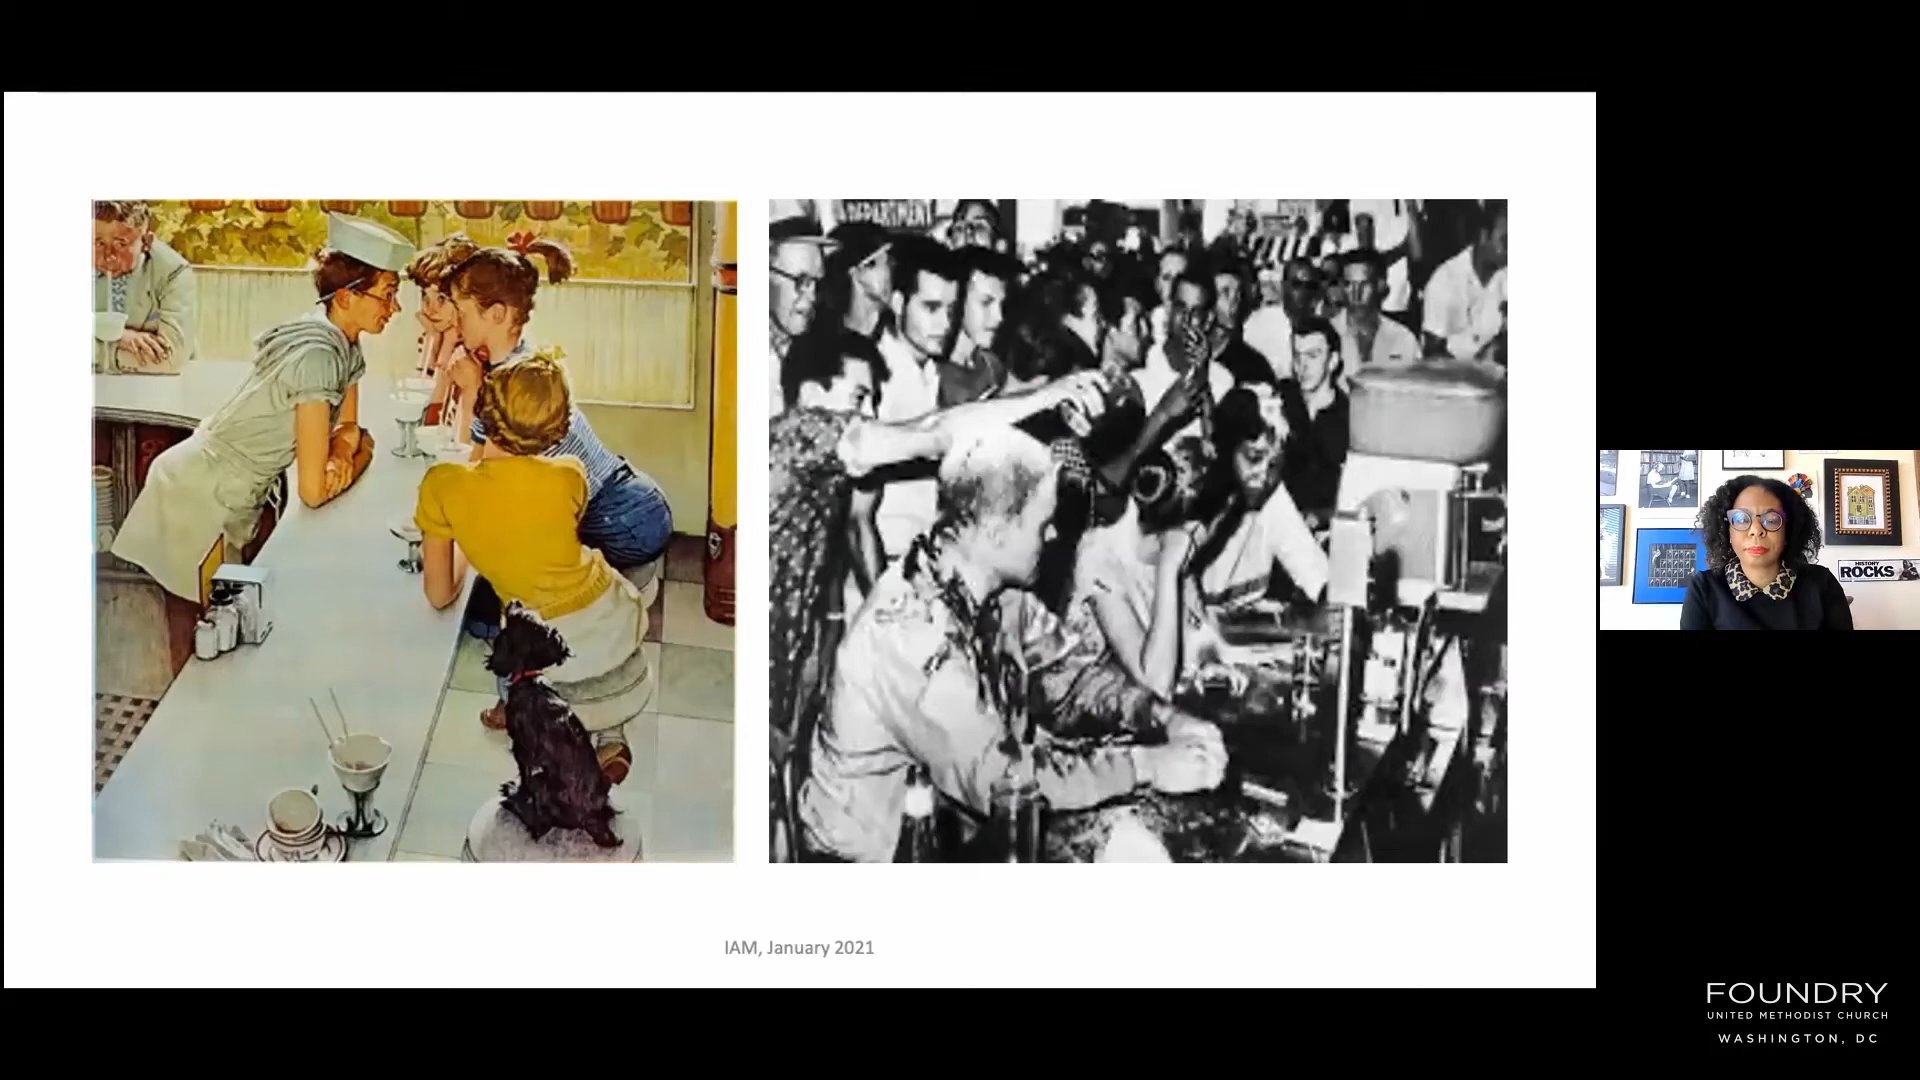 DEPARTMENT
HISTORY
ROCKS
IAM, January 2021
FOUNDRY
UNITED METHODIST CHURCH
WASHINGTON, DC